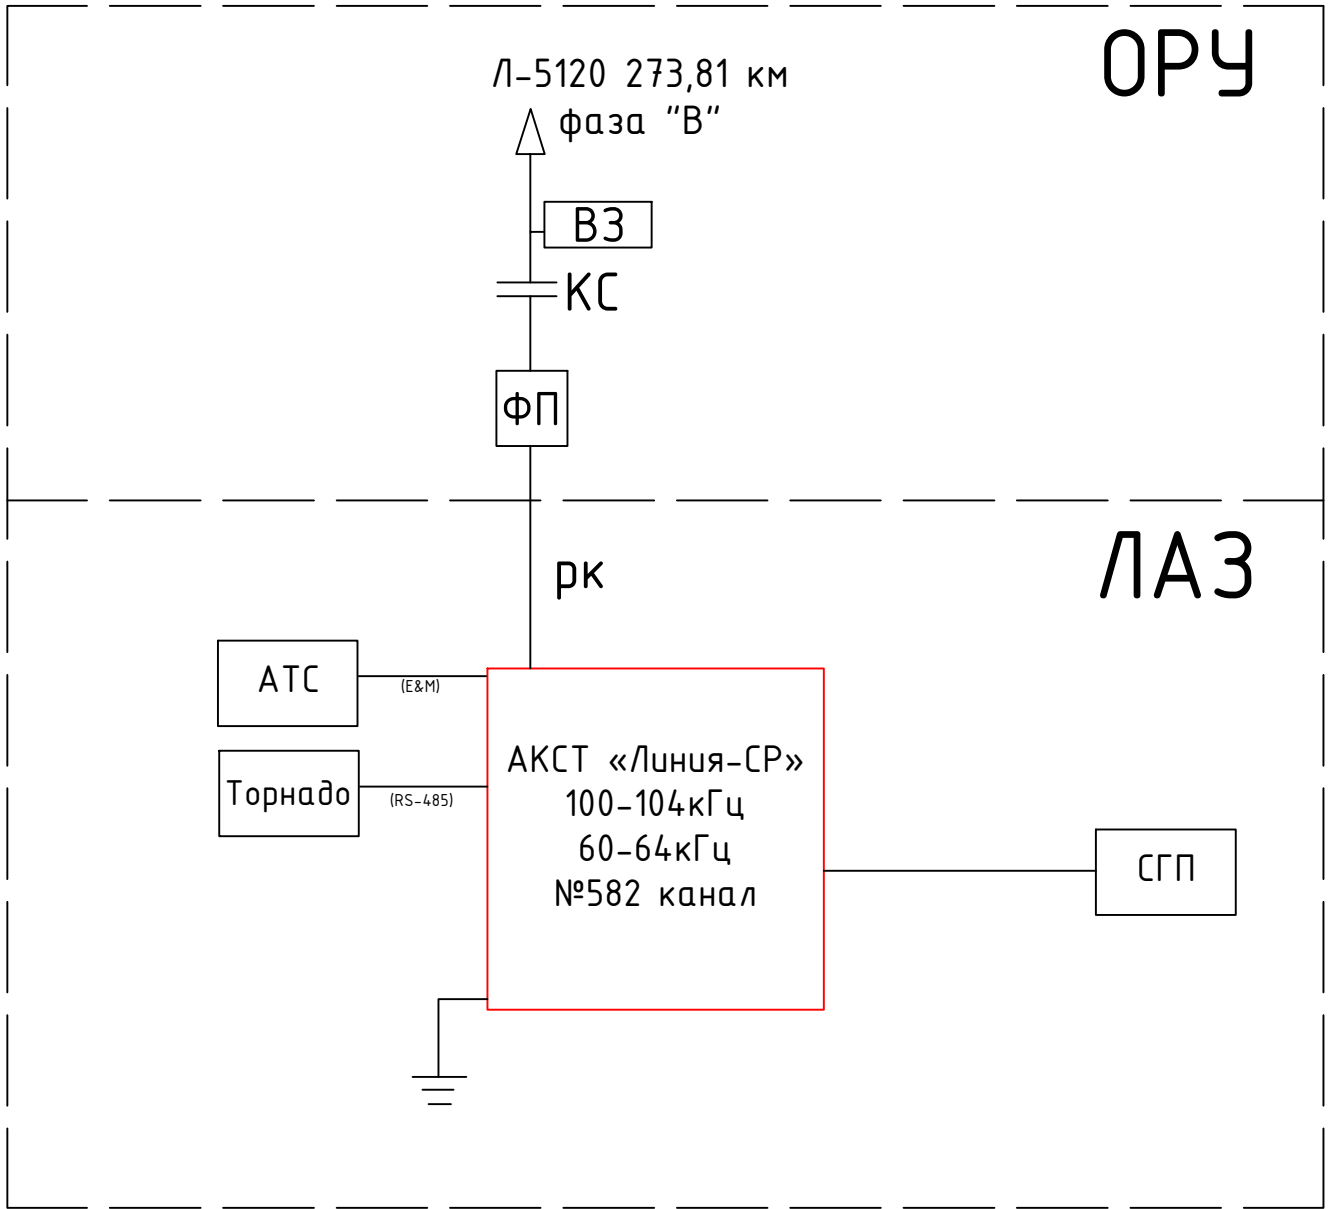 ОРУ
Л-5120 273,81 км
фаза "В"
ВЗ
КС
ФП
ЛАЗ
рк
АТС
(E&M)
Торнадо
(RS-485)
АКСТ «Линия-СР»
100-104кГц
60-64кГц
№582 канал
СГП